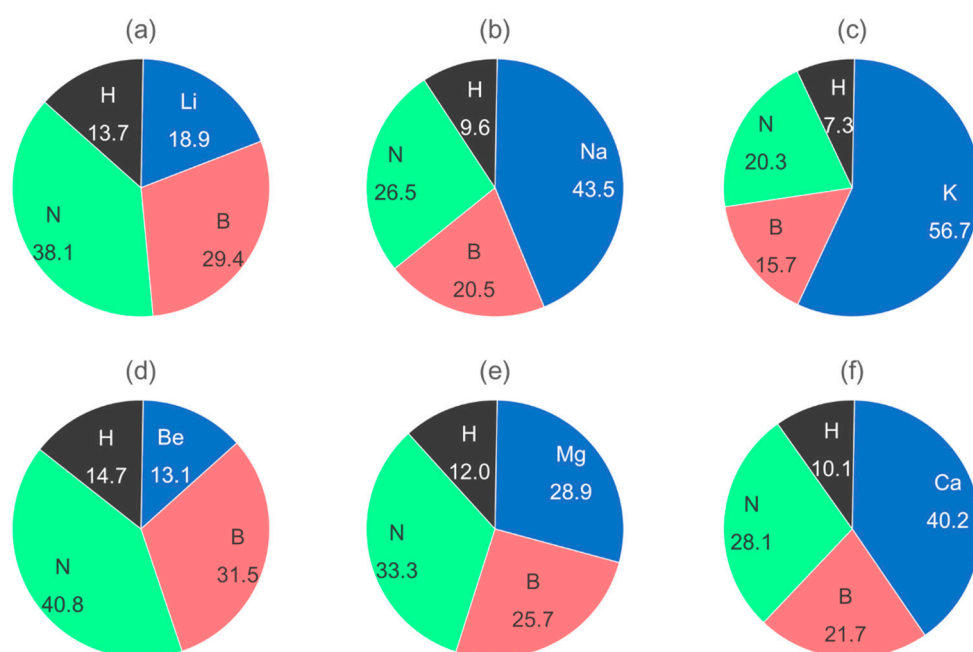 (a)
H
13.7
Li
18.9
N
38.1
B
29.4
(b)
H
9.6
Na
43.5
N
26.5
B
20.5
(c)
H
7.3
N
20.3
K
56.7
B
15.7
(d)
H
14.7
Be
13.1
N
40.8
B
31.5
(e)
H
12.0
Mg
28.9
N
33.3
B
25.7
(f)
H
10.1
Ca
40.2
N
28.1
B
21.7